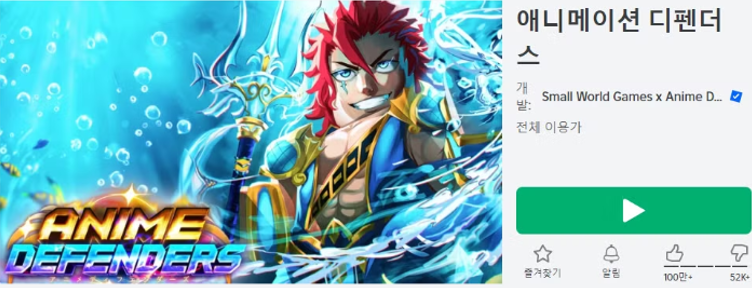 애니메이션 디펜더
스
개
발:
Small World Games x Anime D...
전체 이용가
ANIME
DEFENDERS
즐겨찾기
알림
100만+
52K+